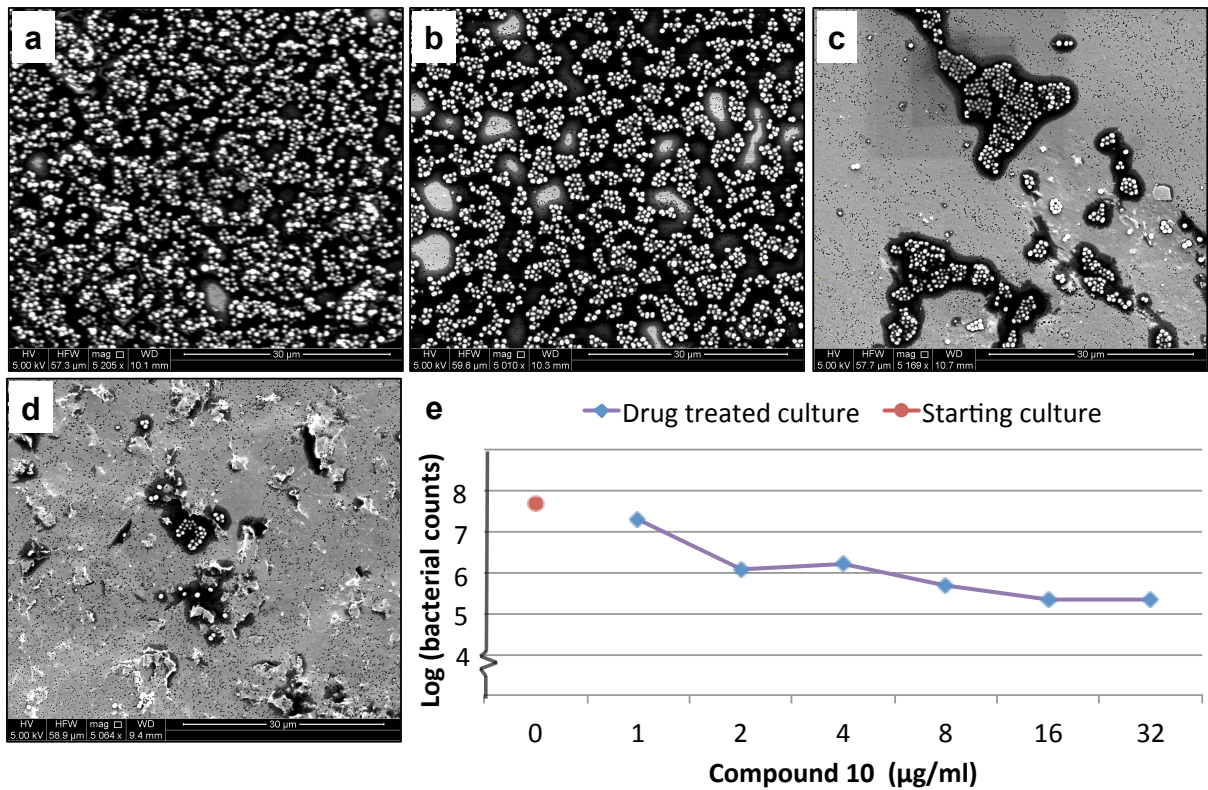 a
b
c
HV HFW mag □ WD
5.00 kV 57.3 µm 5 205 x 10.1 mm 30 µm
HV HFW mag □ WD
5.00 kV 59.6 µm 5 010 x 10.3 mm 30 µm
HV HFW mag □ WD
5.00 kV 57.7 µm 5 169 x 10.7 mm 30 µm
d
HV HFW mag □ WD
5.00 kV 58.9 µm 5 064 x 9.4 mm 30 µm
e
Drug treated culture Starting culture
Log (bacterial counts)
8
7
6
5
4
0 1 2 4 8 16 32
Compound 10 (µg/ml)